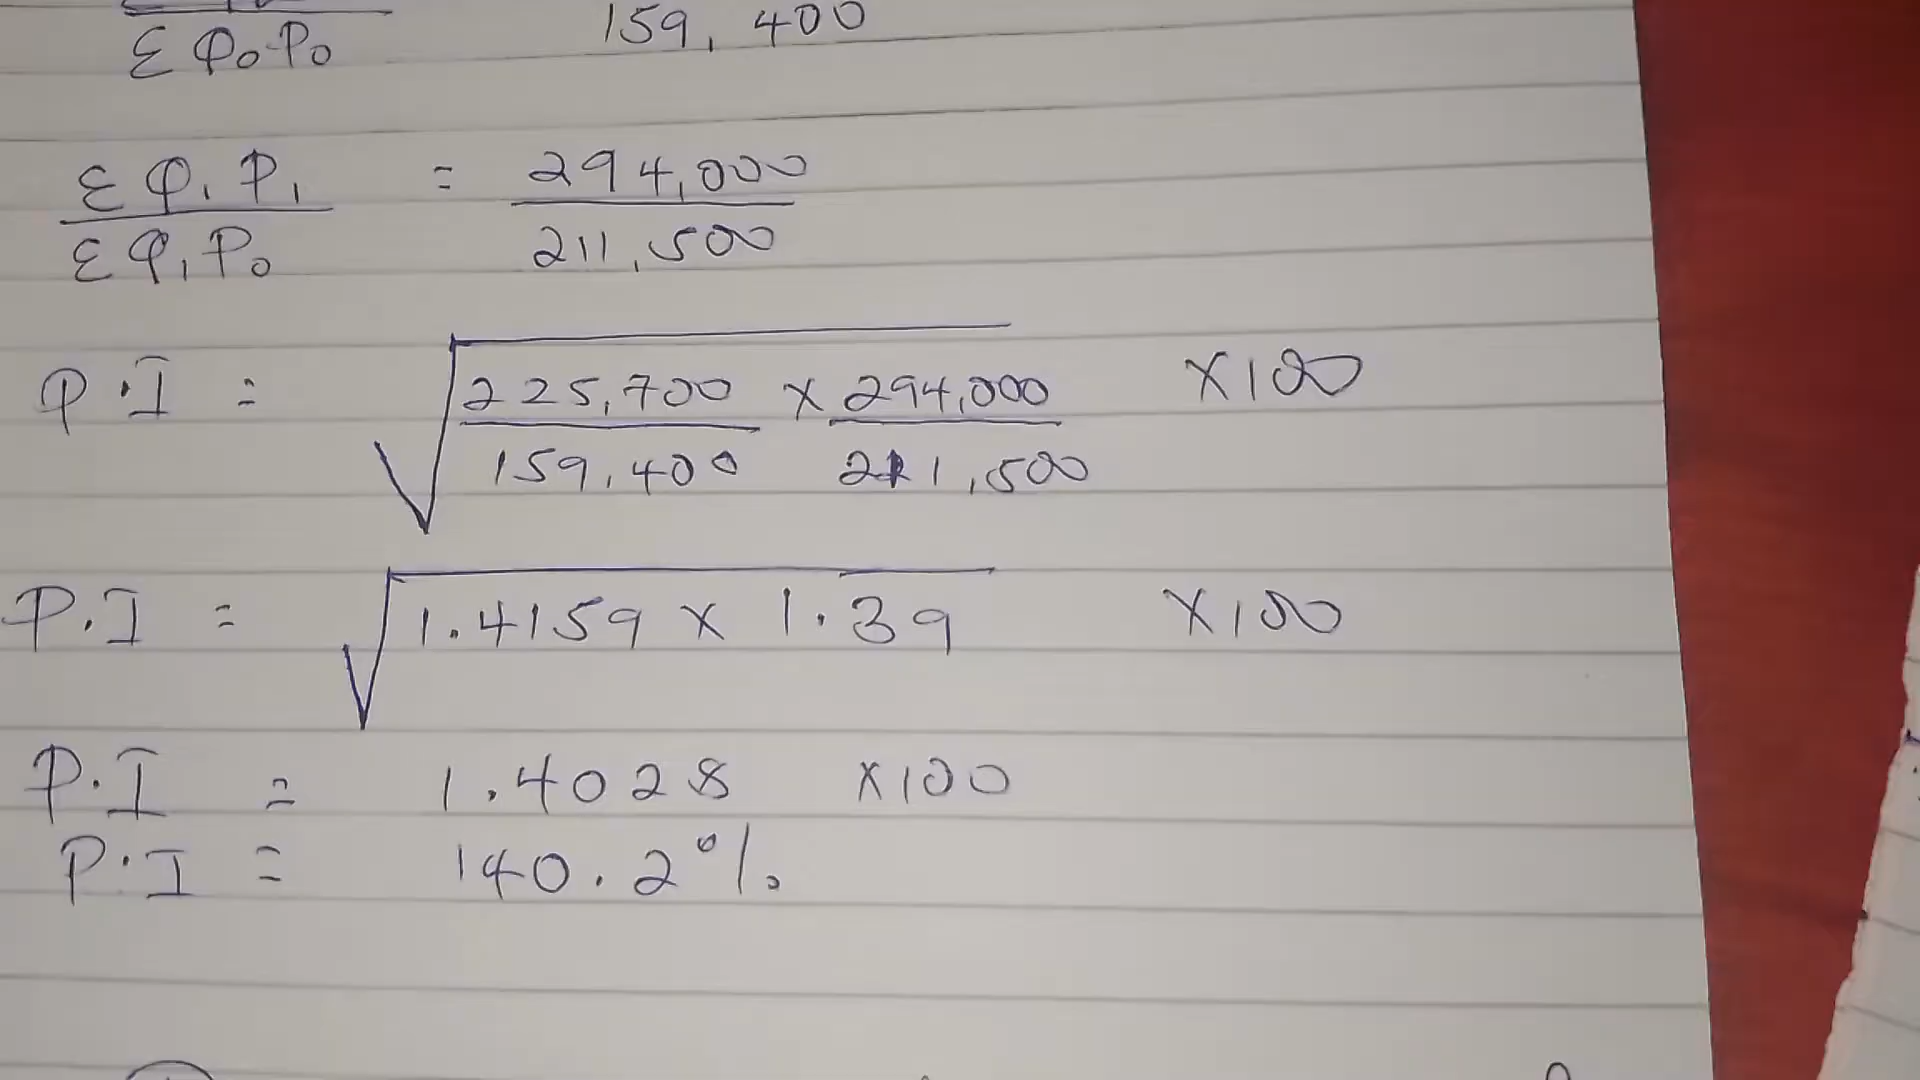 ΣQ₀P₀ 159,400
ΣQ₁P₁ = 294,000
ΣQ₁P₀ 211,500
P.I = √ 225,700 × 294,000 ×100
159,400 211,500
P.I = √ 1.4159 × 1.39 ×100
P.I = 1.4028 ×100
P.I = 140.2%